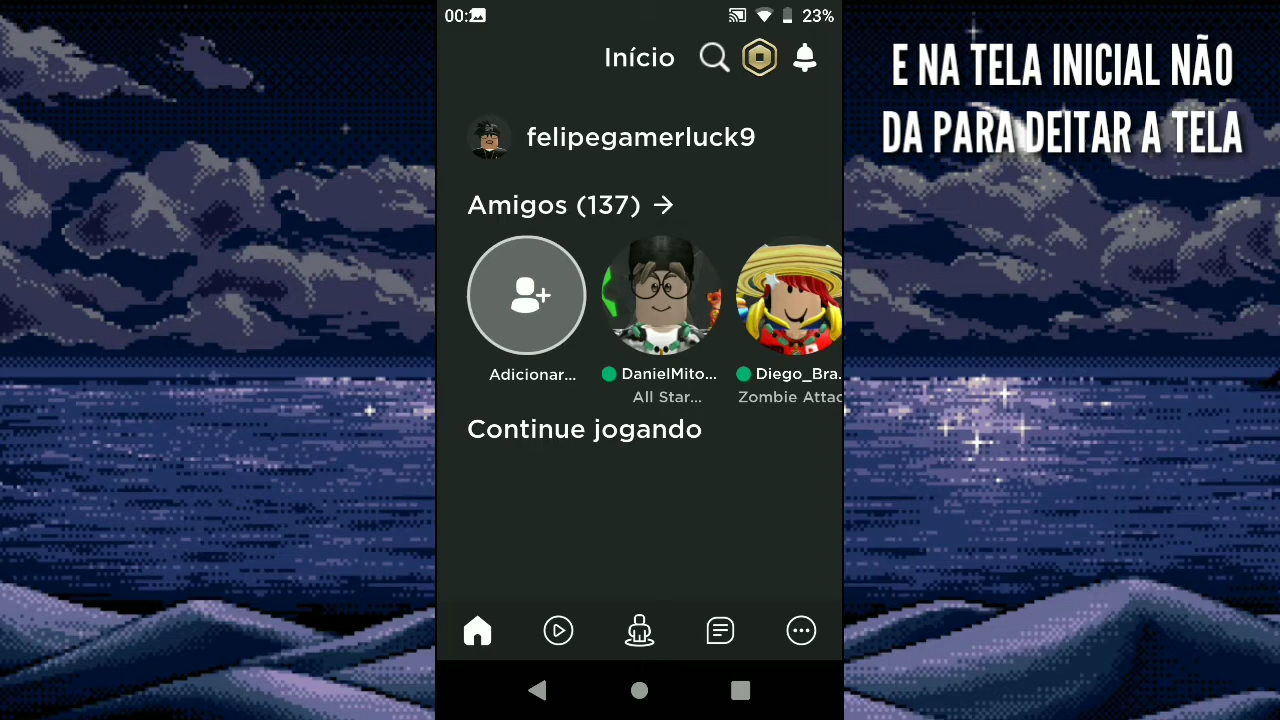 00:
23%
Início
E NA TELA INICIAL NÃO
DA PARA DEITAR A TELA
felipegamerluck9
Amigos (137) →
Adicionar...
DanielMito...
Diego_Bra.
All Star...
Zombie Attac
Continue jogando